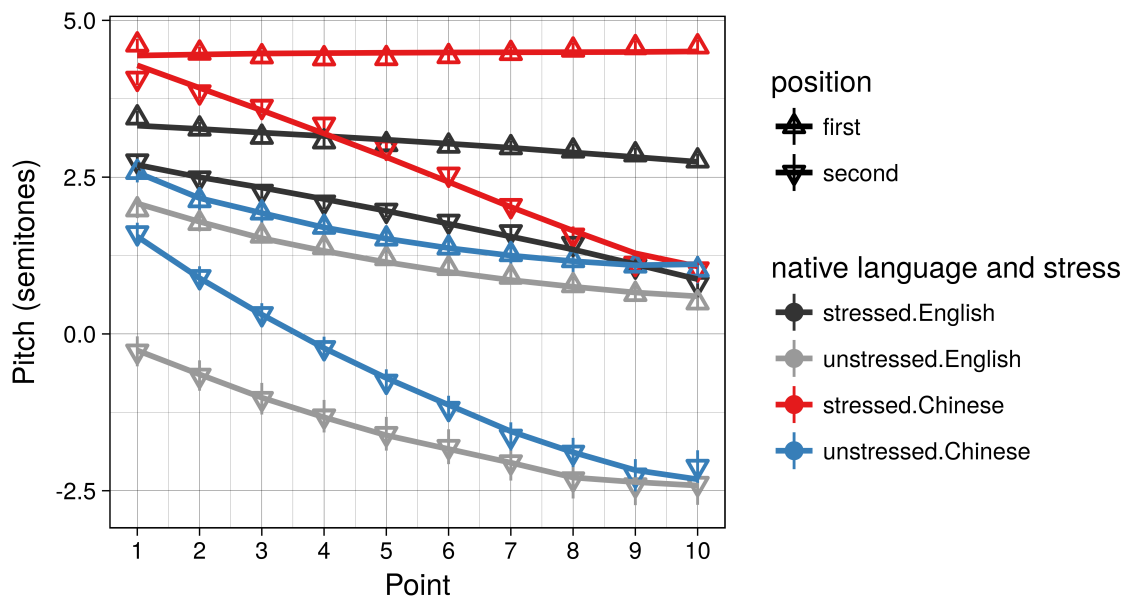 5.0
2.5
0.0
-2.5
Pitch (semitones)
1 2 3 4 5 6 7 8 9 10
Point
position
first
second
native language and stress
stressed.English
unstressed.English
stressed.Chinese
unstressed.Chinese